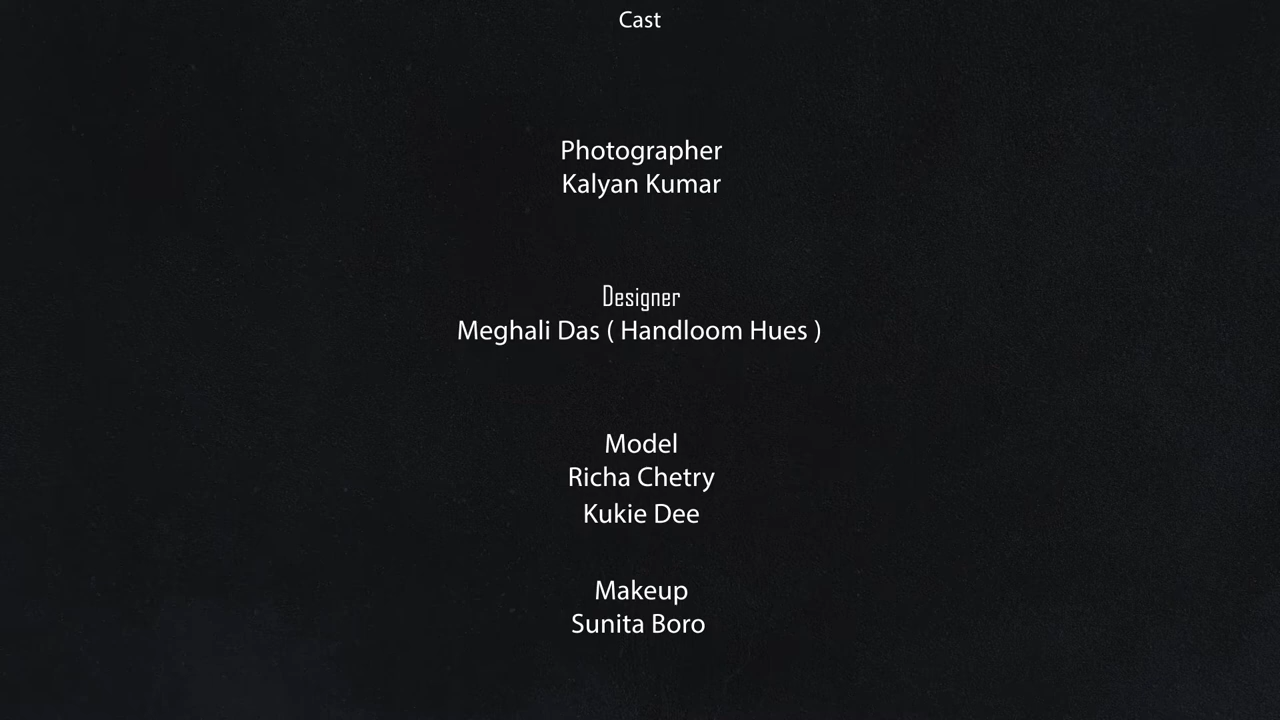 Cast
Photographer
Kalyan Kumar
Designer
Meghali Das ( Handloom Hues )
Model
Richa Chetry
Kukie Dee
Makeup
Sunita Boro